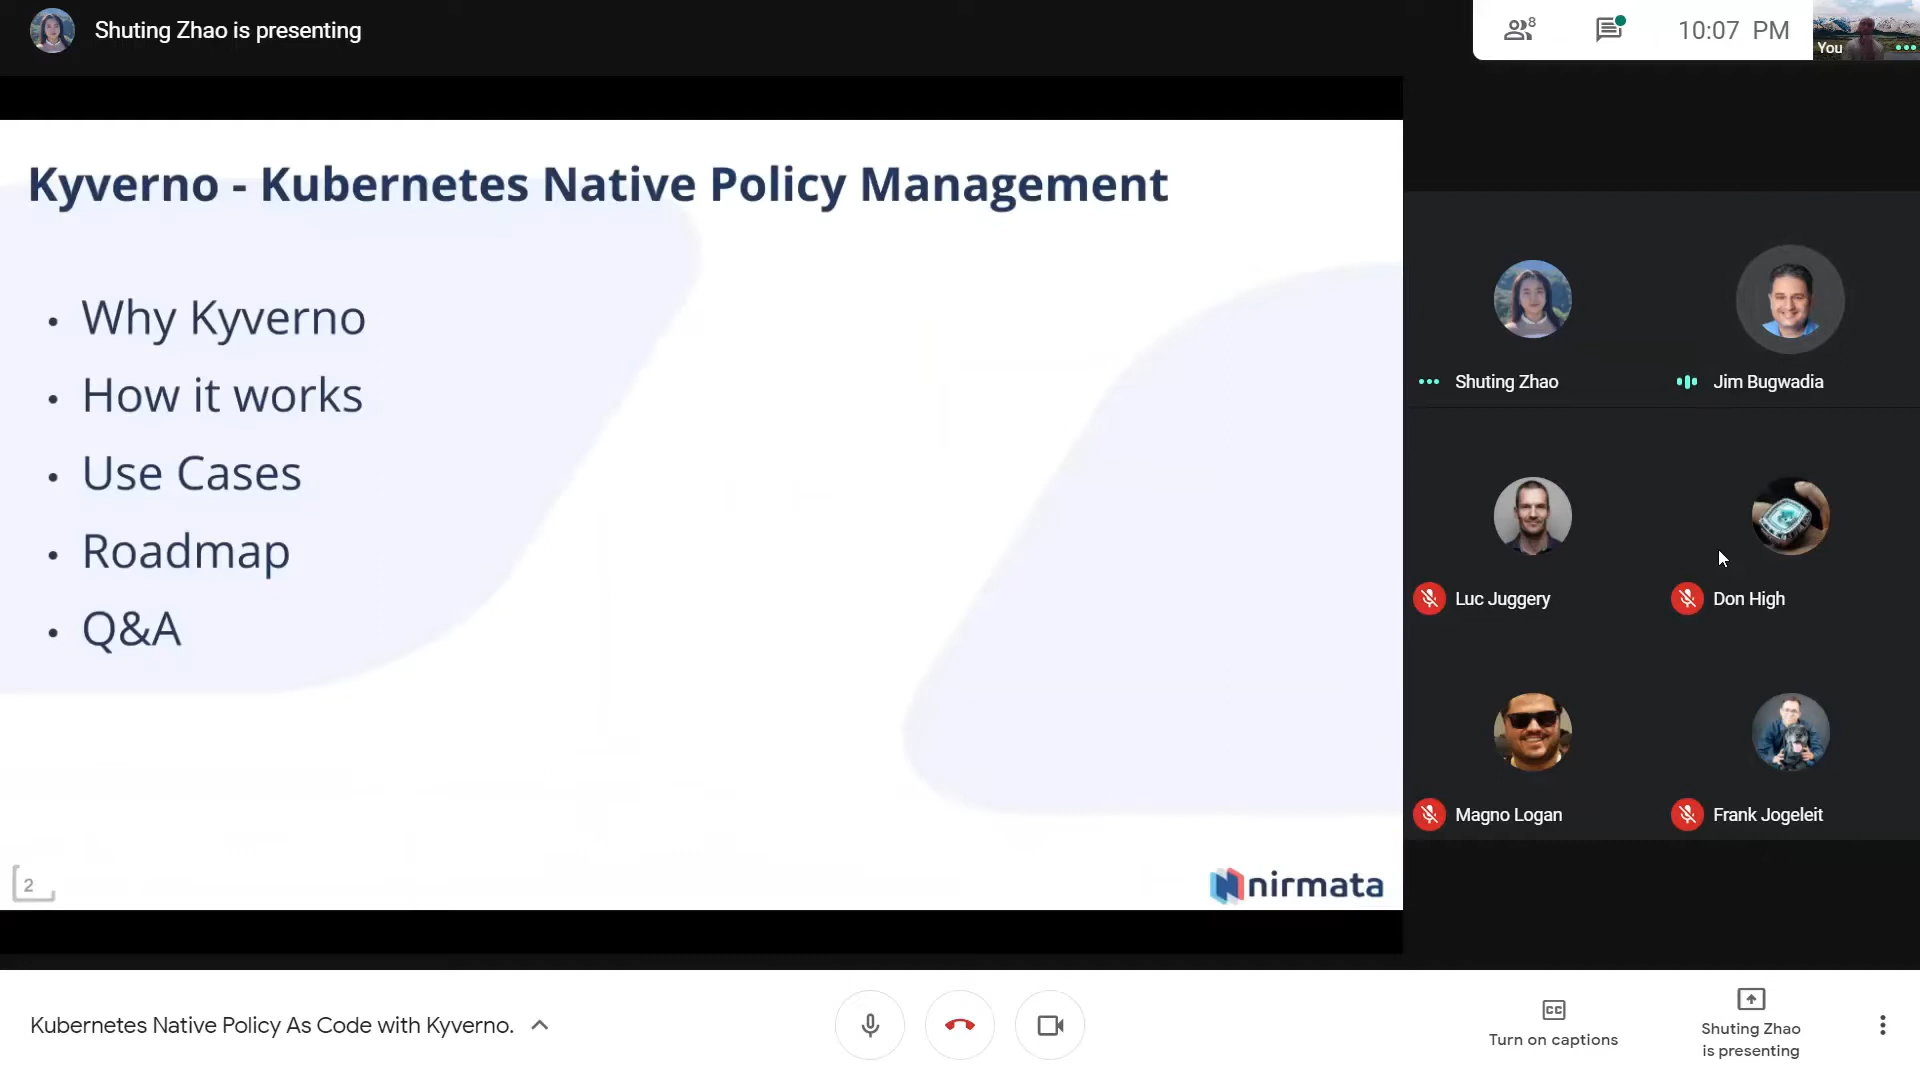 Shuting Zhao is presenting
8
10:07 PM
You
Kyverno - Kubernetes Native Policy Management
• Why Kyverno
• How it works
• Use Cases
• Roadmap
• Q&A
2
nirmata
Shuting Zhao
Jim Bugwadia
Luc Juggery
Don High
Magno Logan
Frank Jogeleit
Kubernetes Native Policy As Code with Kyverno.
CC
Turn on captions
Shuting Zhao
is presenting